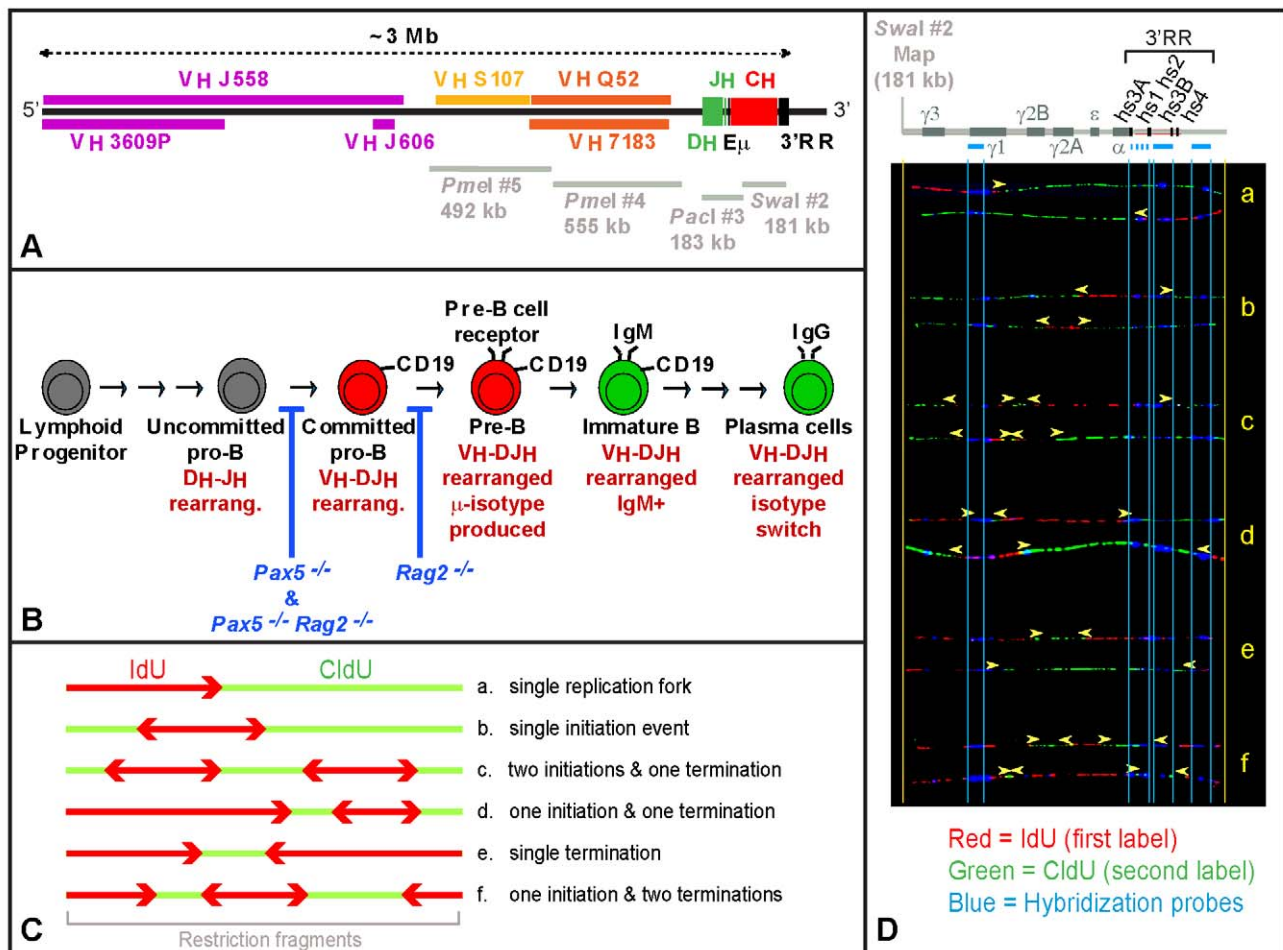 A
~3 Mb
5'
VH J558
VH S107
VH Q52
JH
CH
3'
VH 3609P
VH J606
VH 7183
DH
Eμ
3'RR
PmeI #5
492 kb
PmeI #4
555 kb
PacI #3
183 kb
SwaI #2
181 kb
B
Lymphoid
Progenitor
Uncommitted
pro-B
DH-JH
rearrang.
CD19
Committed
pro-B
VH-DJH
rearrang.
Pre-B cell
receptor
CD19
Pre-B
VH-DJH
rearranged
μ-isotype
produced
IgM
CD19
Immature B
VH-DJH
rearranged
IgM+
IgG
Plasma cells
VH-DJH
rearranged
isotype
switch
Pax5 -/-
&
Pax5 -/- Rag2 -/-
Rag2 -/-
C
IdU
CldU
a. single replication fork
b. single initiation event
c. two initiations & one termination
d. one initiation & one termination
e. single termination
f. one initiation & two terminations
Restriction fragments
D
SwaI #2
Map
(181 kb)
3'RR
hs3A
hs1 hs2
hs3B
hs4
γ3
γ1
γ2B
γ2A
ε
α
a
b
c
d
e
f
Red = IdU (first label)
Green = CldU (second label)
Blue = Hybridization probes